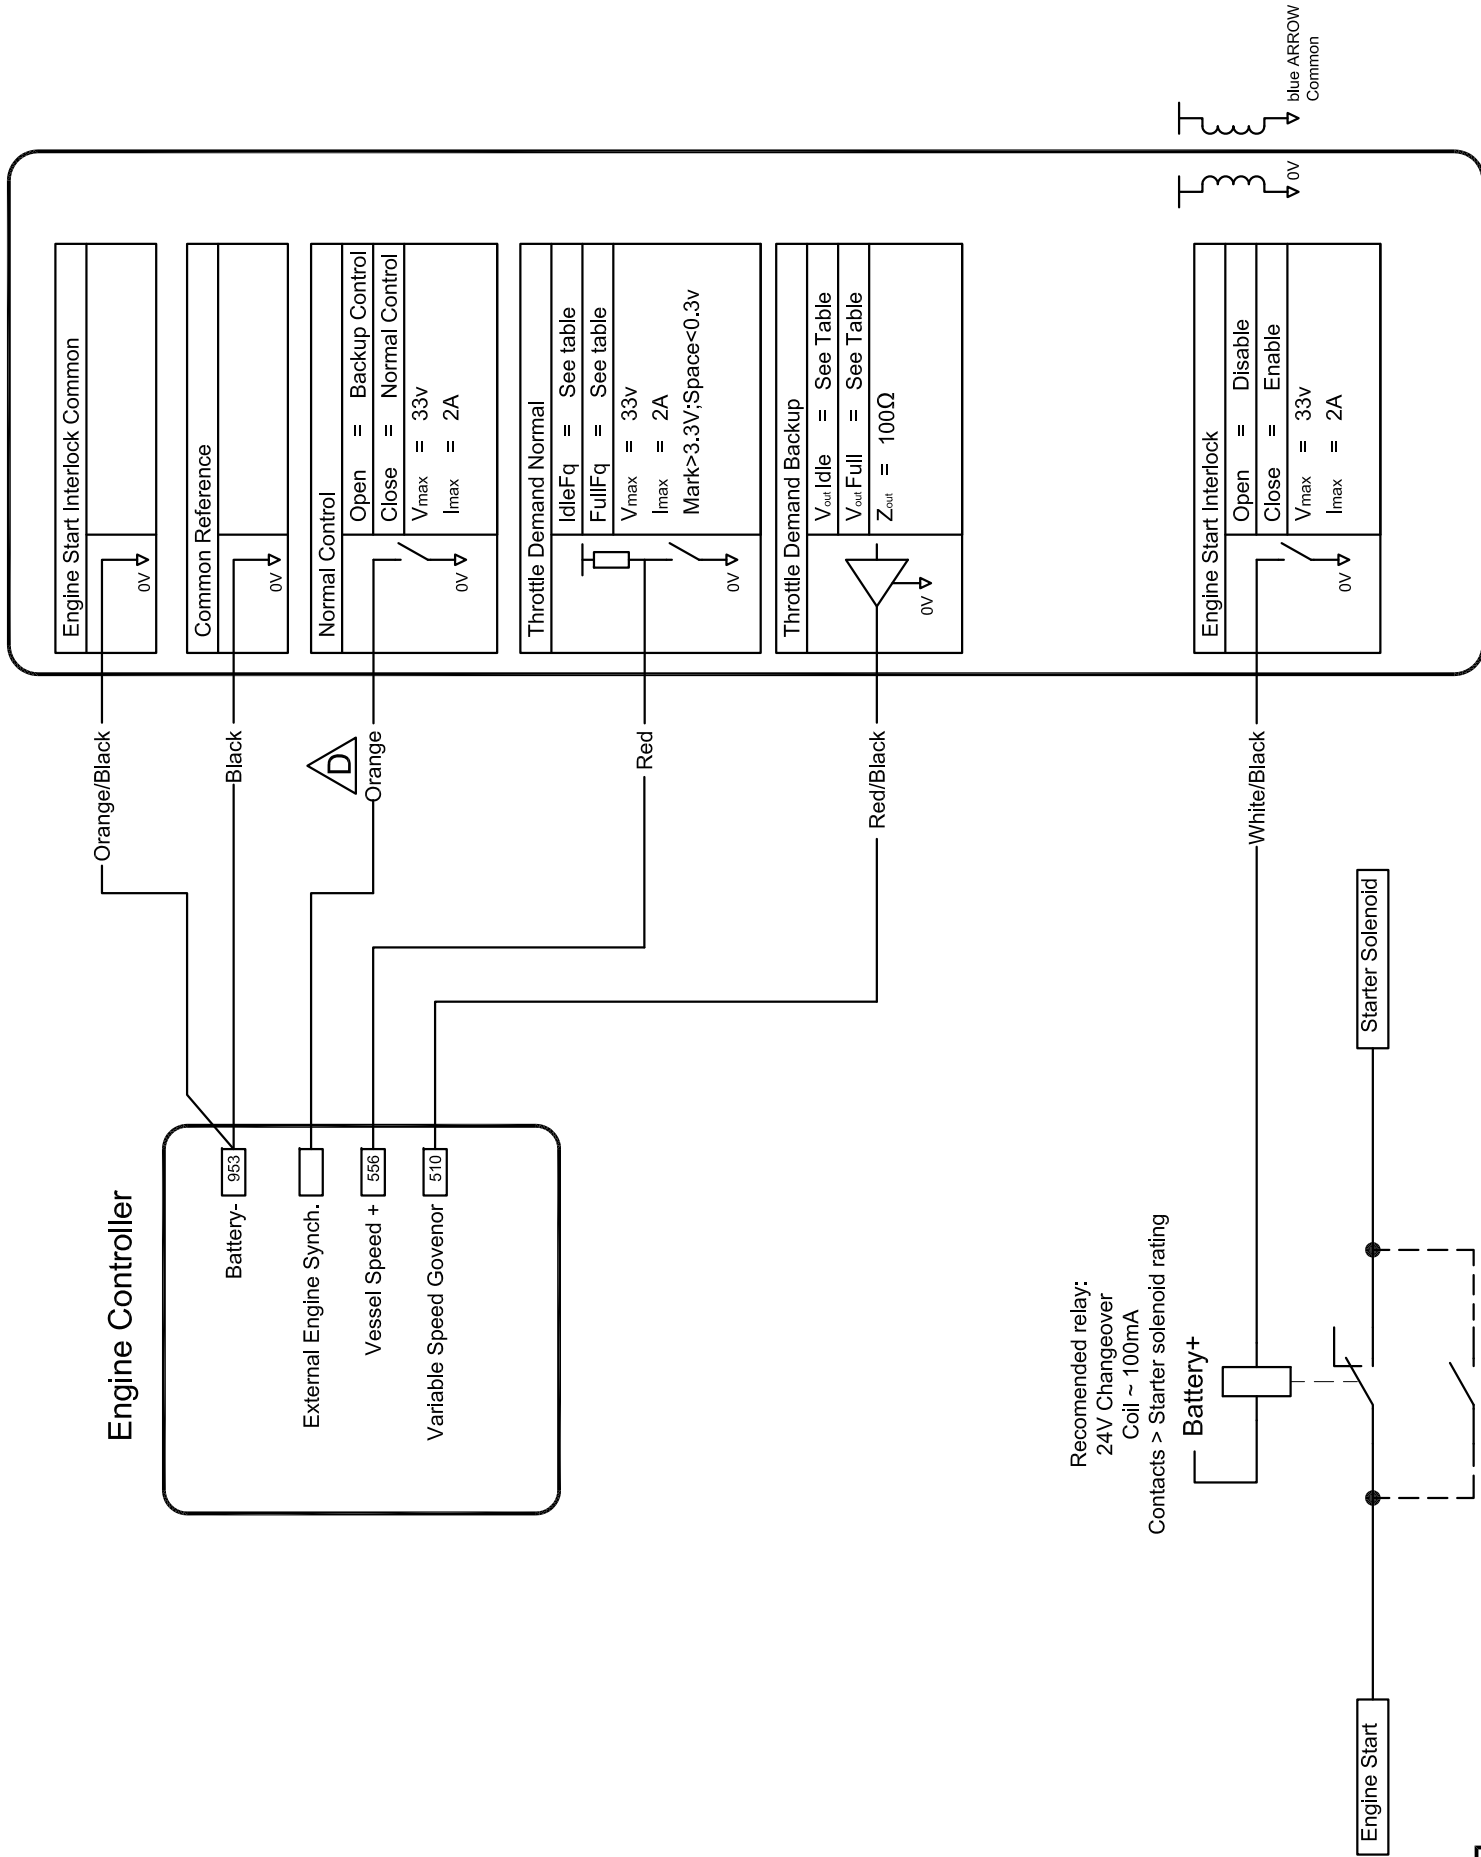 Engine Controller
Battery-
953
External Engine Synch.
Vessel Speed +
556
Variable Speed Govenor
510
Orange/Black
Black
D
Orange
Red
Red/Black
White/Black
Engine Start Interlock Common
0V
Common Reference
0V
Normal Control
Open = Backup Control
Close = Normal Control
Vmax = 33v
Imax = 2A
0V
Throttle Demand Normal
IdleFq = See table
FullFq = See table
Vmax = 33v
Imax = 2A
Mark>3.3V;Space<0.3v
0V
Throttle Demand Backup
Vout Idle = See Table
Vout Full = See Table
Zout = 100Ω
0V
Engine Start Interlock
Open = Disable
Close = Enable
Vmax = 33v
Imax = 2A
0V
0V
blue ARROW
Common
Recomended relay:
24V Changeover
Coil ~ 100mA
Contacts > Starter solenoid rating
Battery+
Engine Start
Starter Solenoid